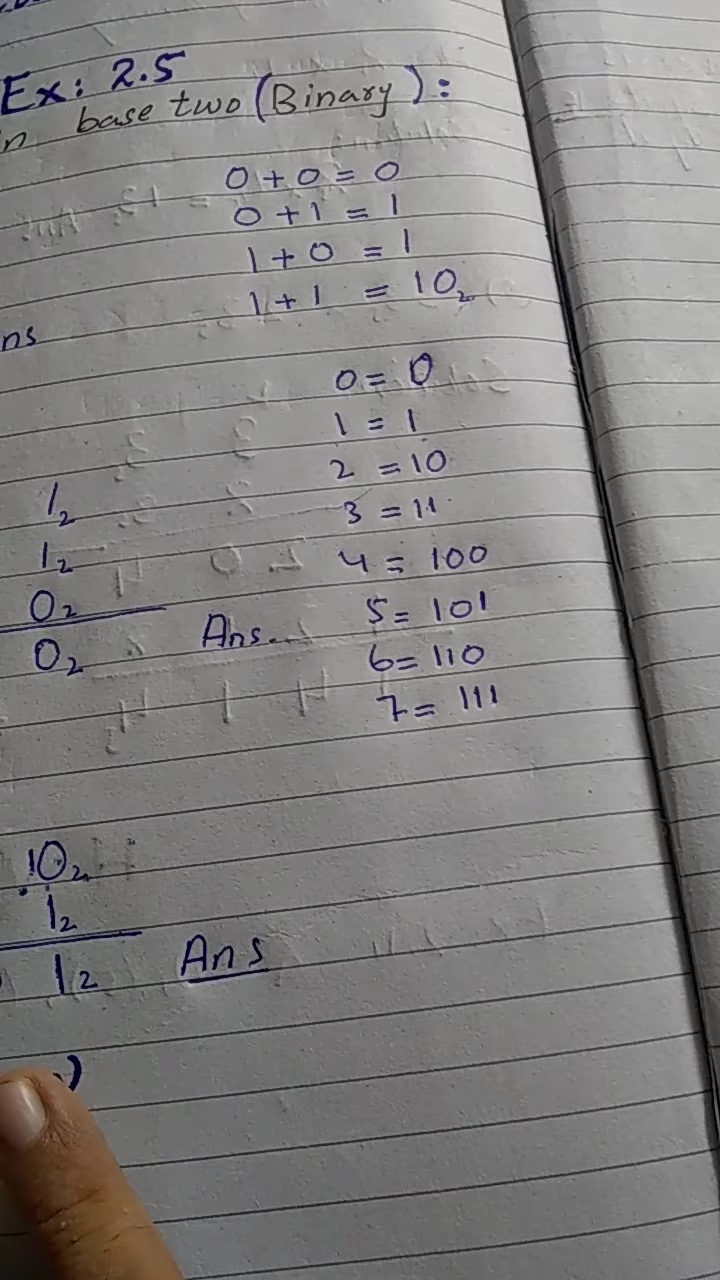 Ex: 2.5
n base two (Binary):
0 + 0 = 0
0 + 1 = 1
1 + 0 = 1
1 + 1 = 10₂
ns
0 = 0
1 = 1
2 = 10
3 = 11
4 = 100
5 = 101
6 = 110
7 = 111
1₂
1₂
0₂
0₂ Ans.
10₂
1₂
1₂ Ans
)